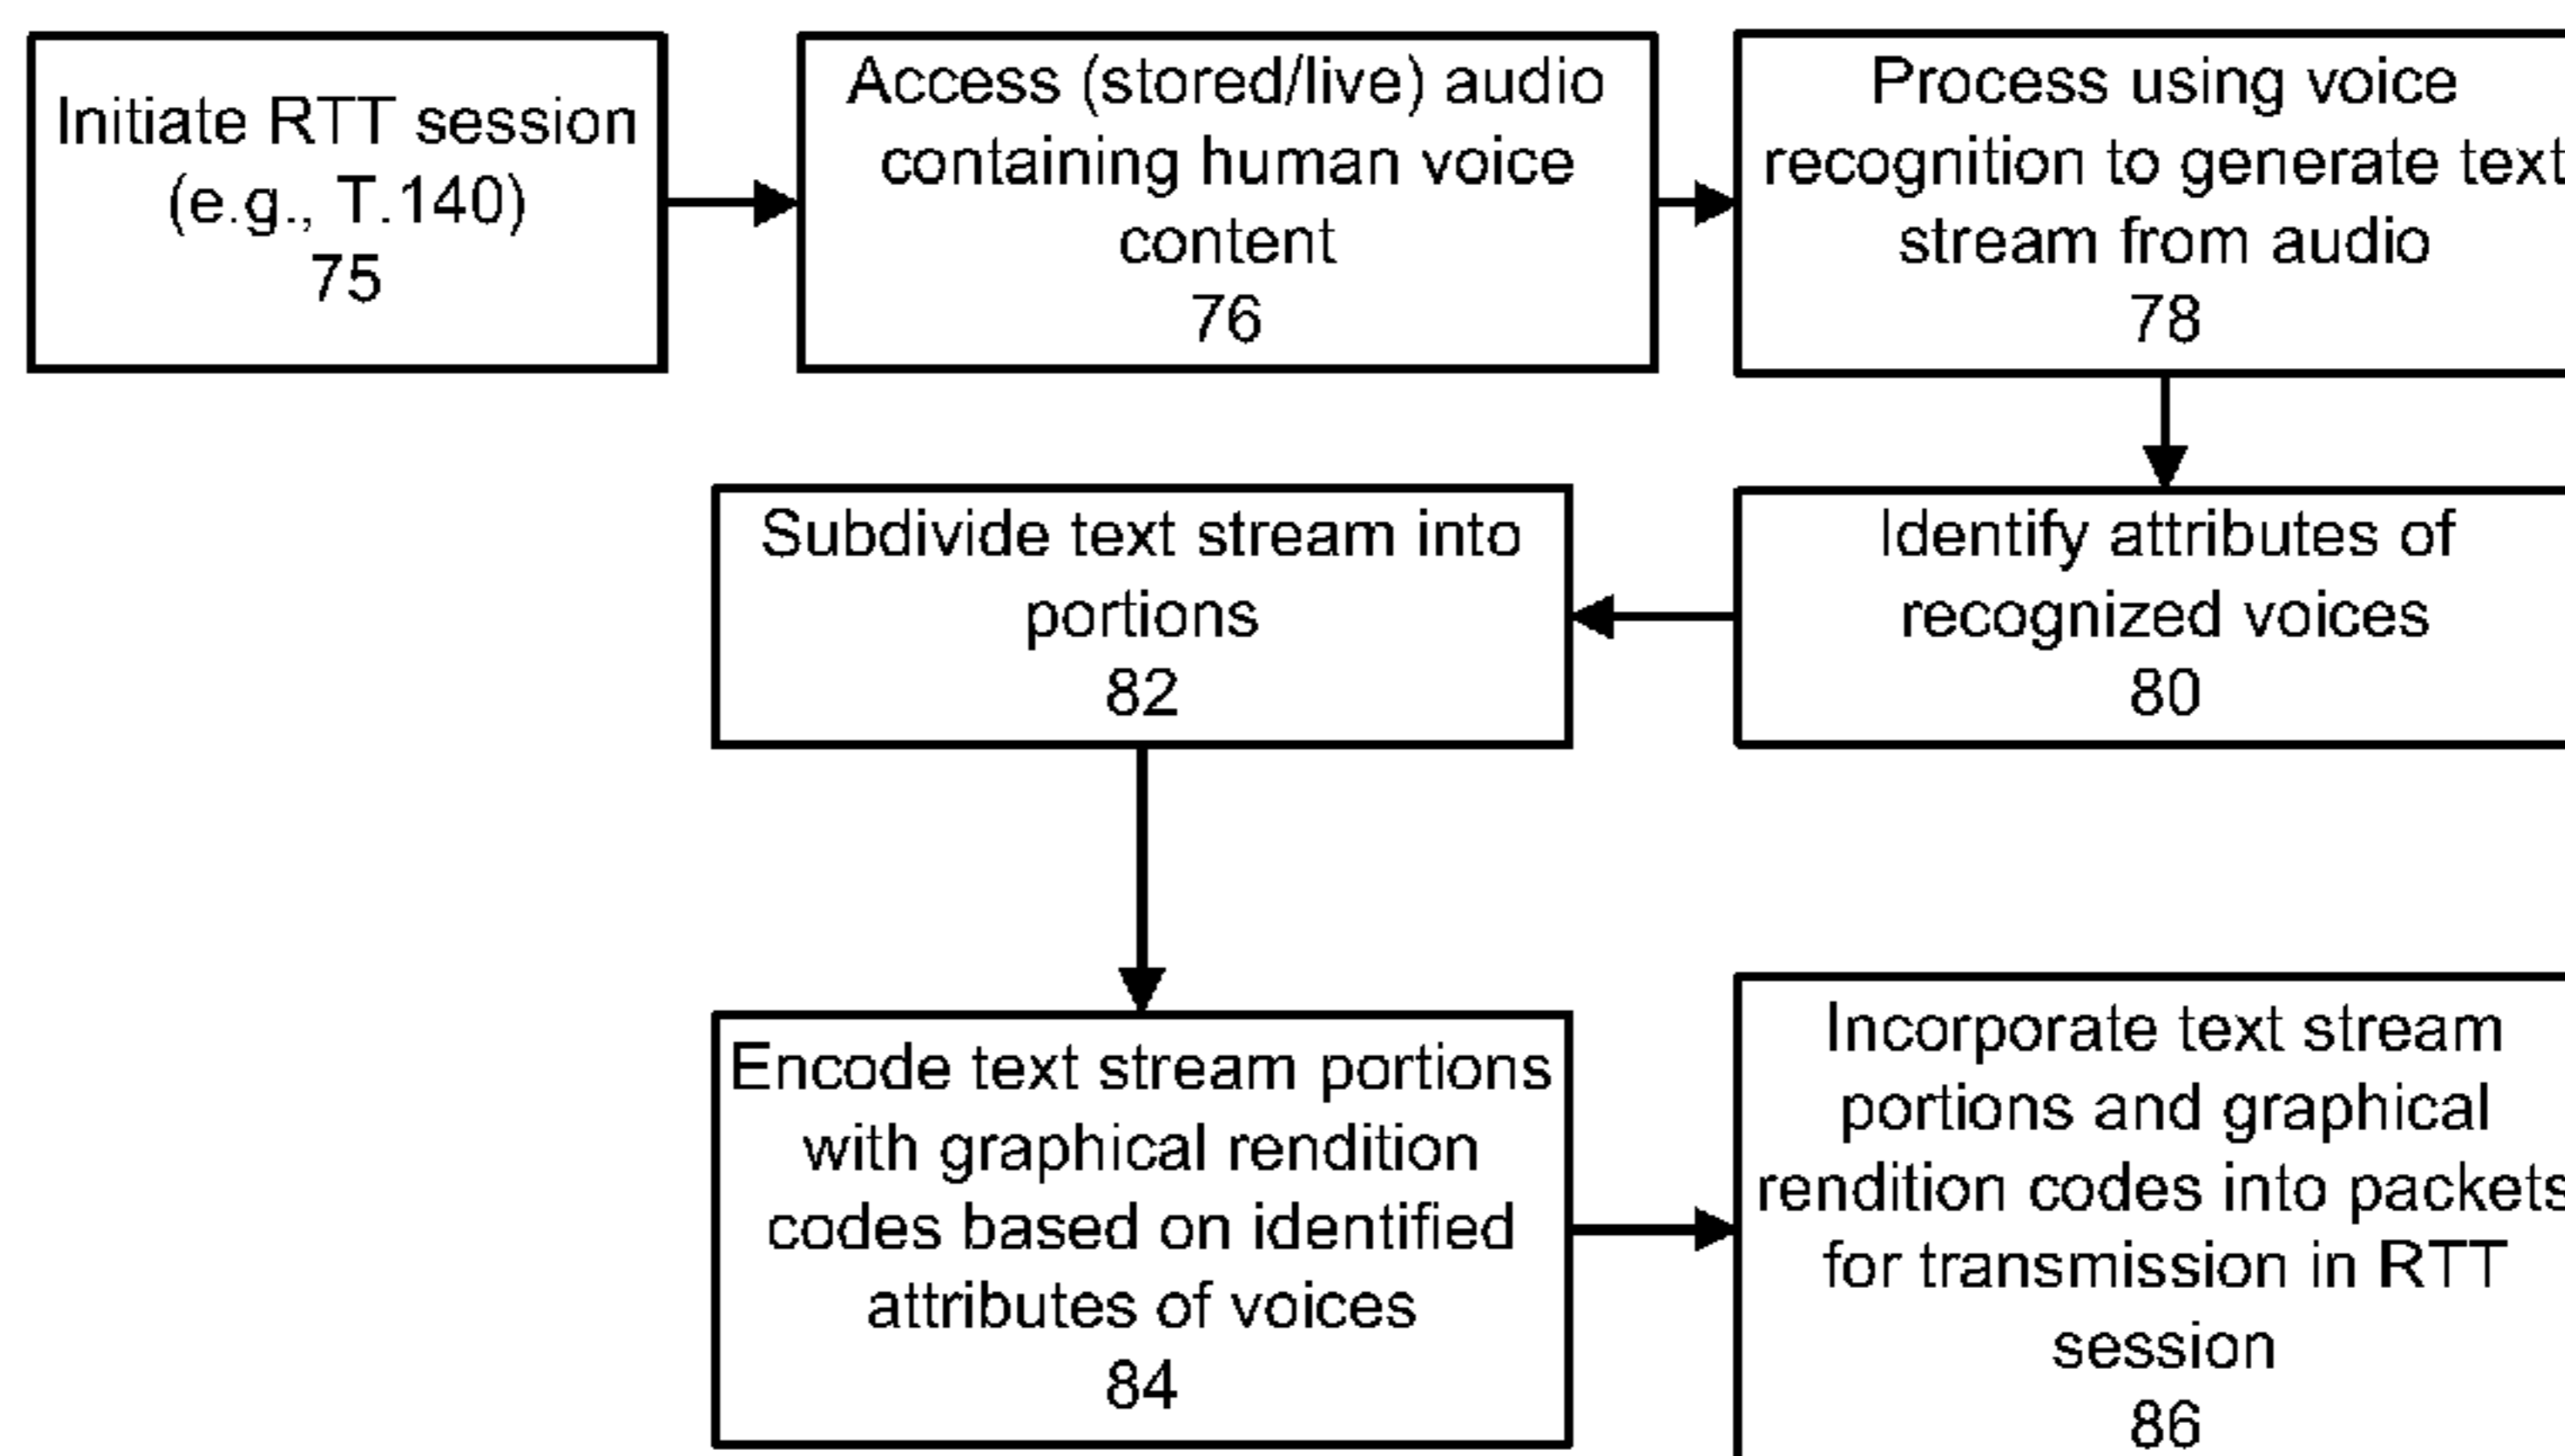 Initiate RTT session
(e.g., T.140)
75
Access (stored/live) audio
containing human voice
content
76
Process using voice
recognition to generate text
stream from audio
78
Identify attributes of
recognized voices
80
Subdivide text stream into
portions
82
Encode text stream portions
with graphical rendition
codes based on identified
attributes of voices
84
Incorporate text stream
portions and graphical
rendition codes into packets
for transmission in RTT
session
86